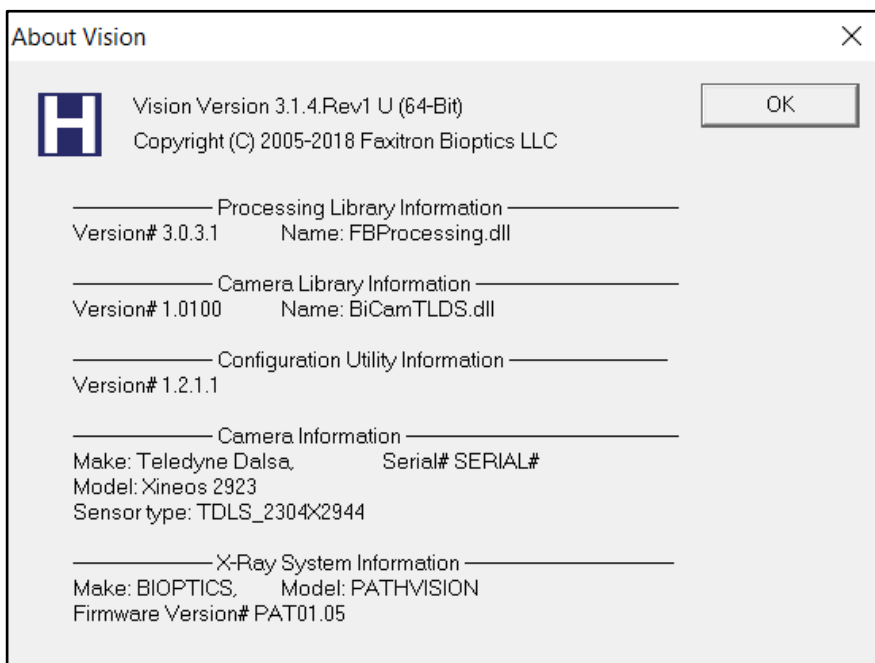 About Vision
H
Vision Version 3.1.4.Rev1 U (64-Bit)
OK
Copyright (C) 2005-2018 Faxitron Bioptics LLC
Processing Library Information
Version# 3.0.3.1 Name: FBProcessing.dll
Camera Library Information
Version# 1.0100 Name: BiCamTLDS.dll
Configuration Utility Information
Version# 1.2.1.1
Camera Information
Make: Teledyne Dalsa, Serial# SERIAL#
Model: Xineos 2923
Sensor type: TDLS_2304X2944
X-Ray System Information
Make: BIOPTICS, Model: PATHVISION
Firmware Version# PAT01.05